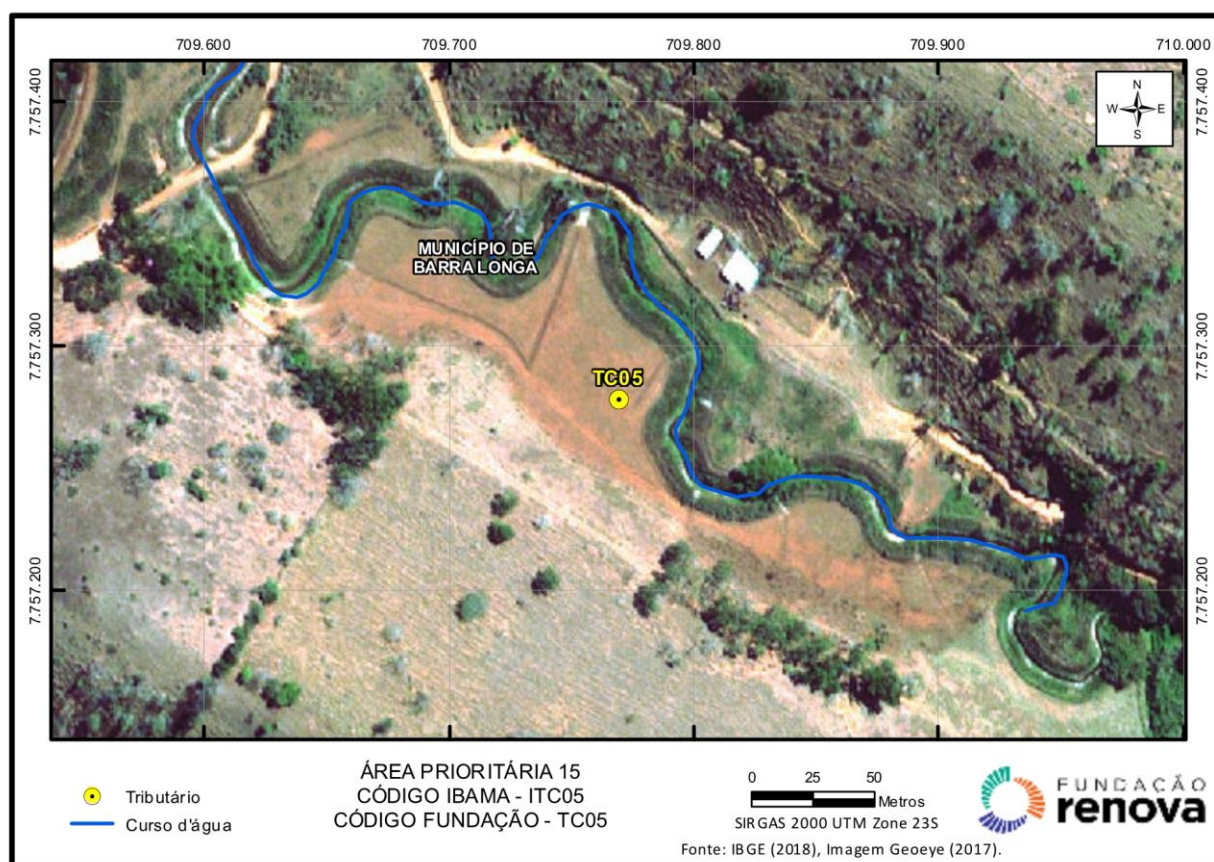 709.600 709.700 709.800 709.900 710.000
7.757.400 7.757.400
N
W E
S
MUNICÍPIO DE
BARRA LONGA
7.757.300 7.757.300
TC05
7.757.200 7.757.200
ÁREA PRIORITÁRIA 15
CÓDIGO IBAMA - ITC05
CÓDIGO FUNDAÇÃO - TC05
Tributário
Curso d'água
0 25 50
Metros
SIRGAS 2000 UTM Zone 23S
Fonte: IBGE (2018), Imagem Geoeye (2017).
FUNDAÇÃO
renova